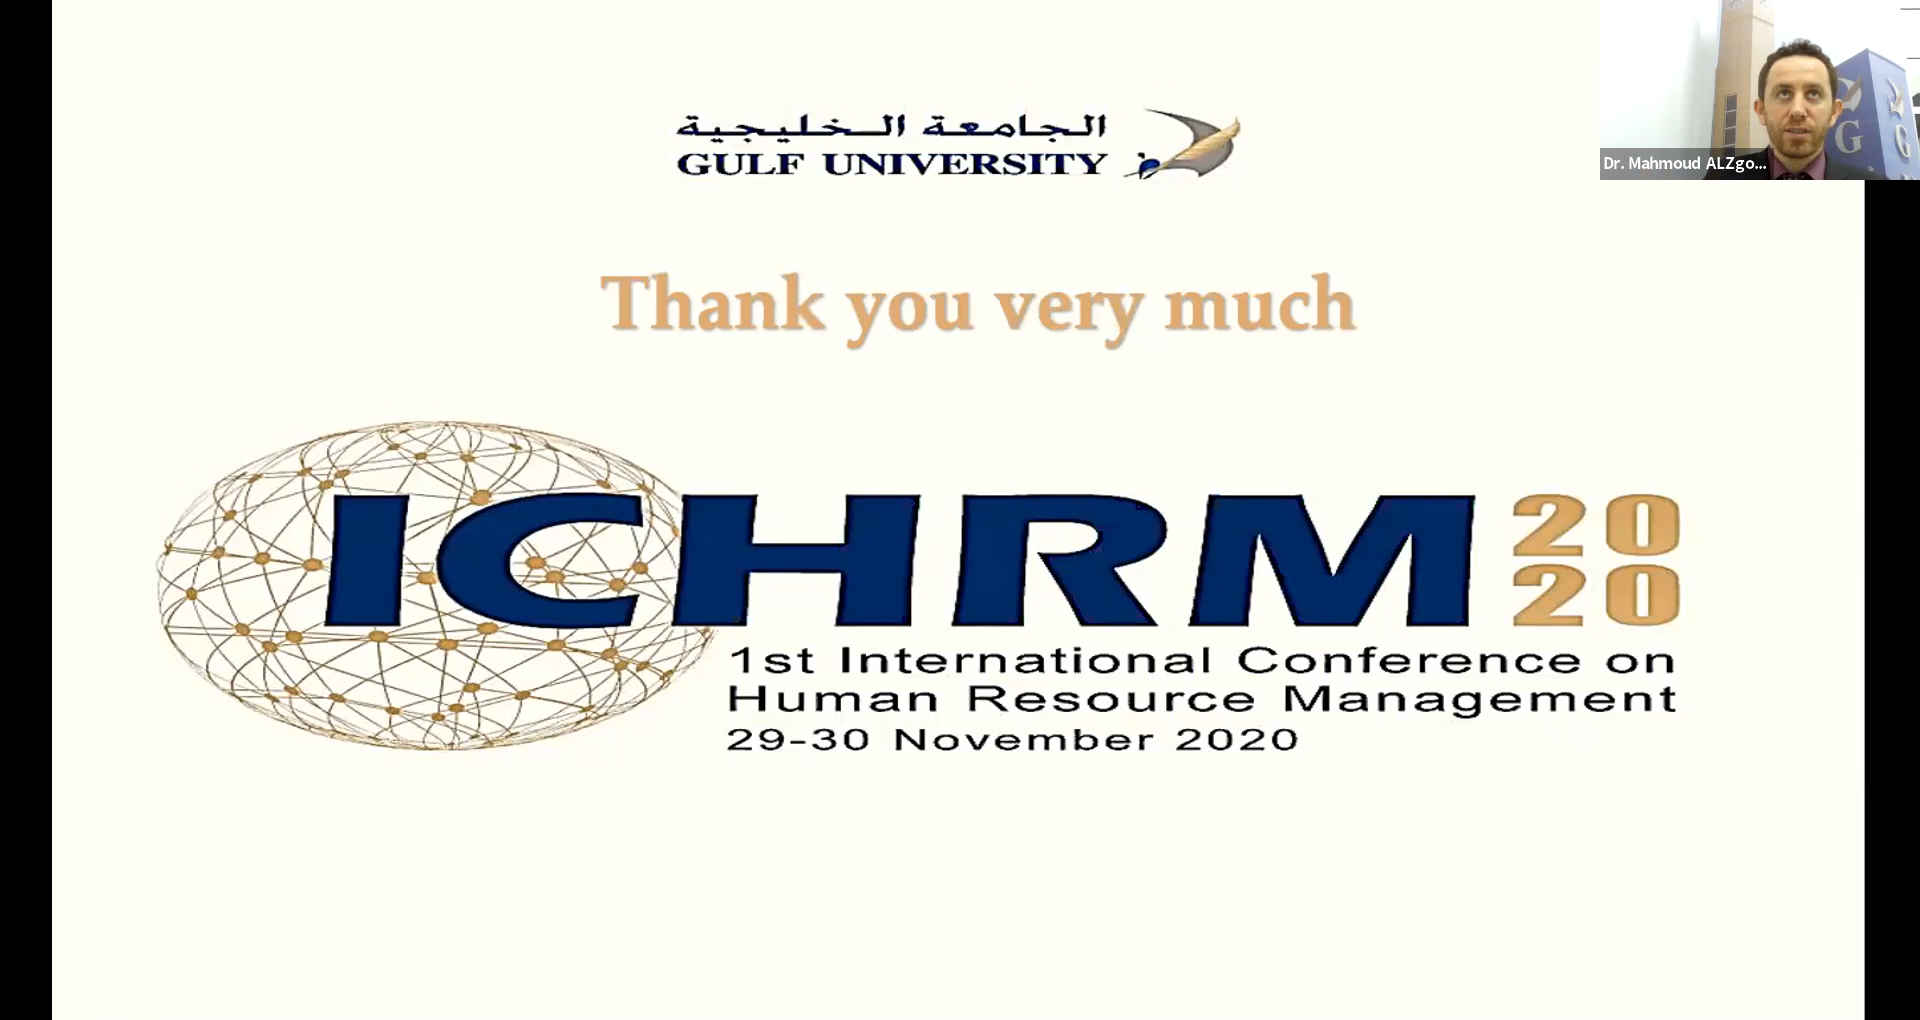 الجامعة الخليجية
GULF UNIVERSITY
Dr. Mahmoud ALZgo...
G
G
Thank you very much
ICHRM 20
20
1st International Conference on
Human Resource Management
29-30 November 2020